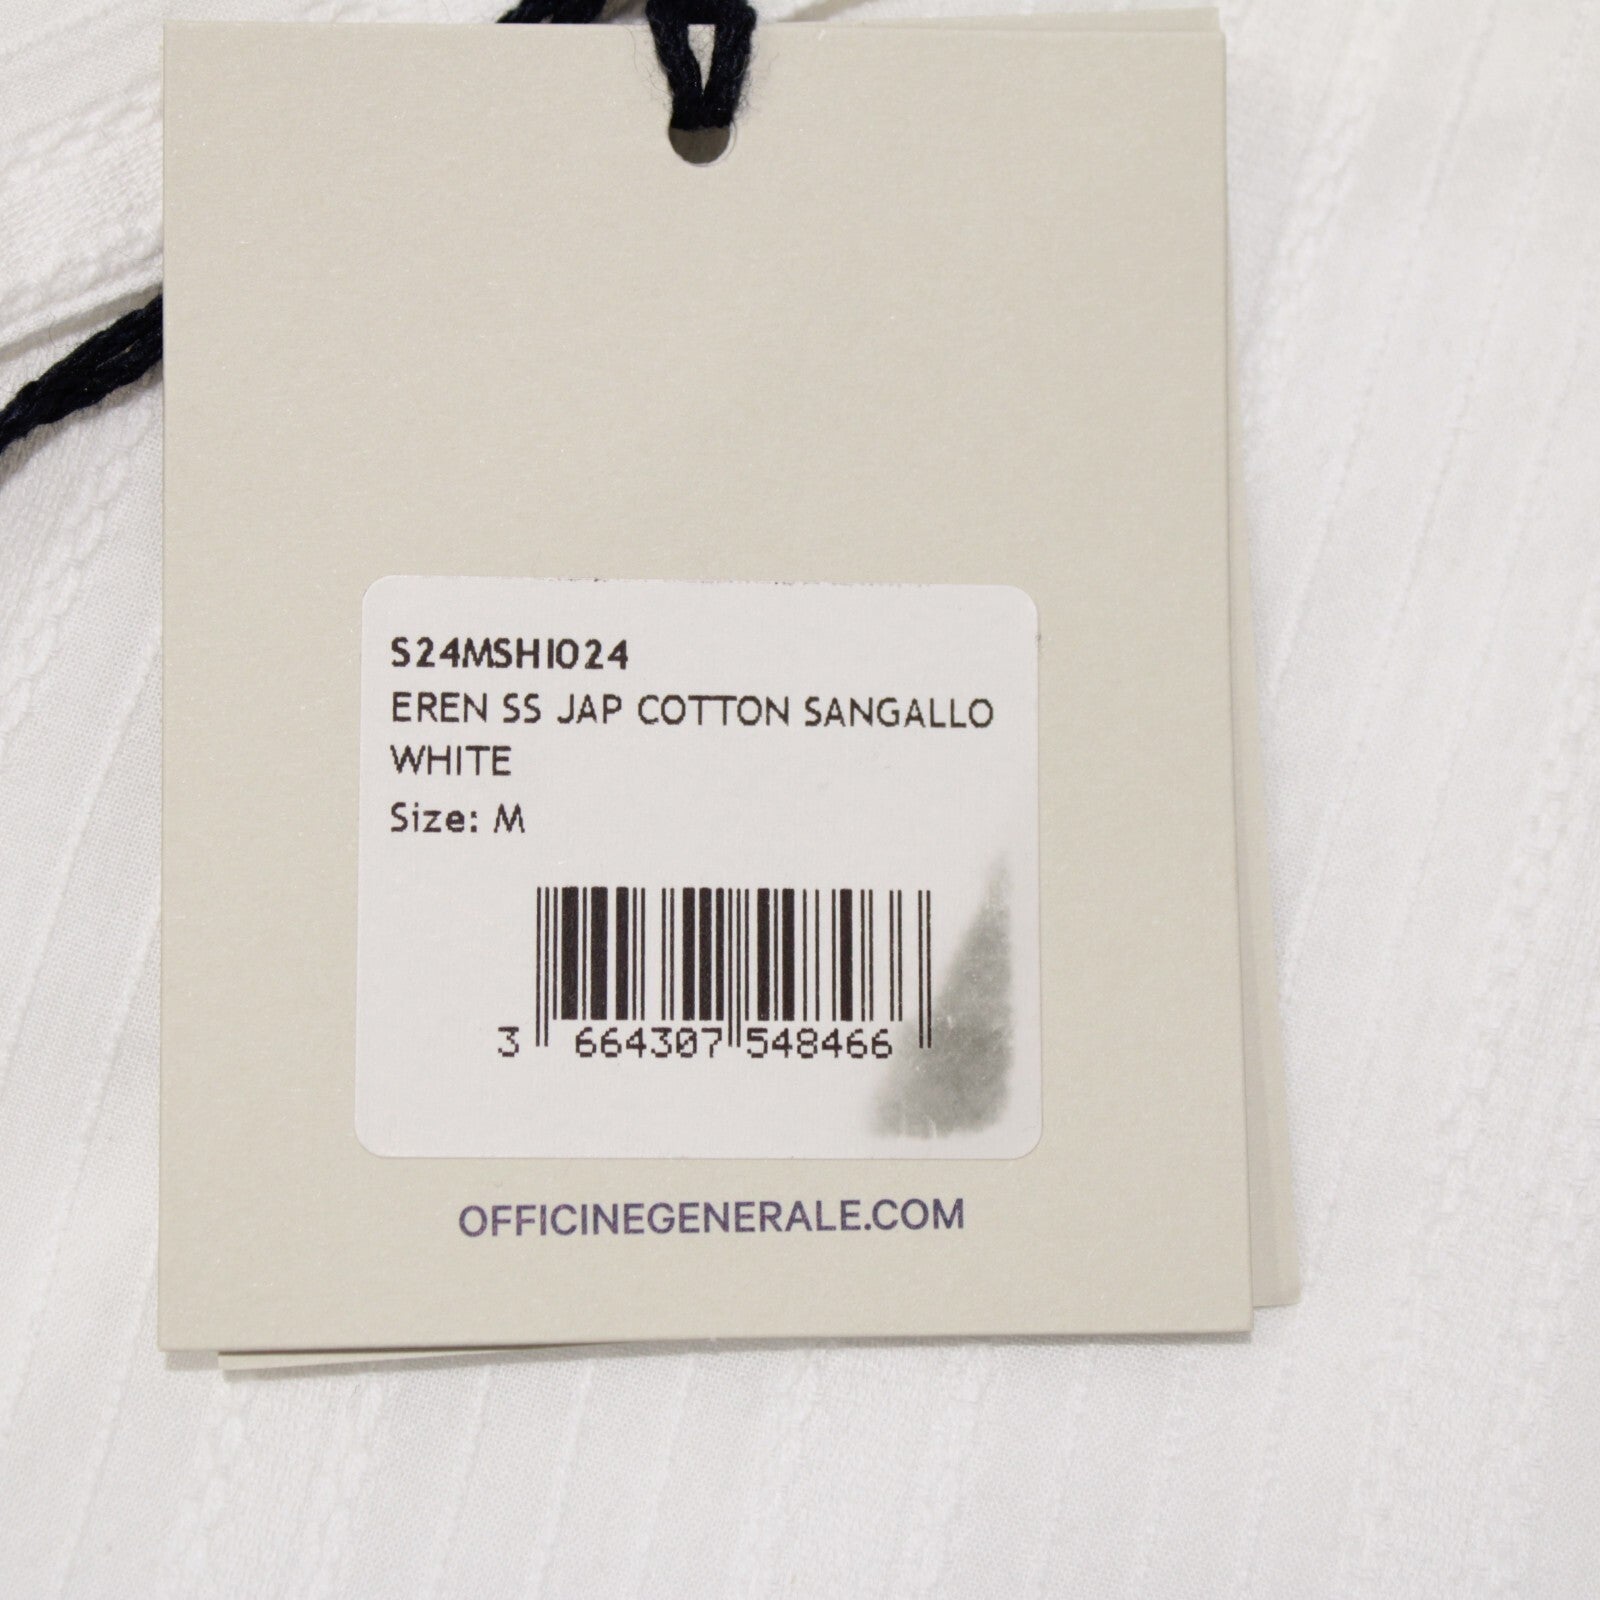 S24MSHI024
EREN SS JAP COTTON SANGALLO
WHITE
Size: M
3 664307 548466
OFFICINEGENERALE.COM